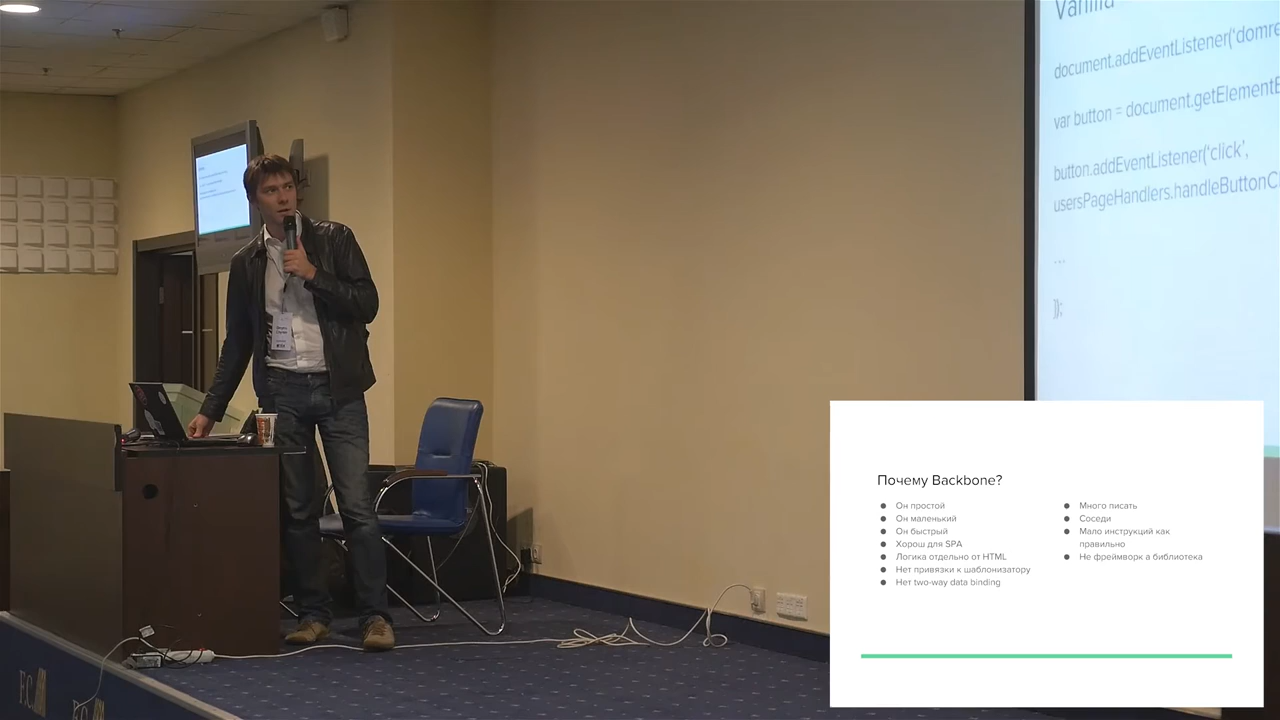 Vanilla
document.addEventListener('domre
var button = document.getElementB
button.addEventListener('click',
usersPageHandlers.handleButtonCl
...
});
Почему Backbone?
● Он простой
● Он маленький
● Он быстрый
● Хорош для SPA
● Логика отдельно от HTML
● Нет привязки к шаблонизатору
● Нет two-way data binding
● Много писать
● Соседи
● Мало инструкций как
правильно
● Не фреймворк а библиотека
F.C.
F.C.